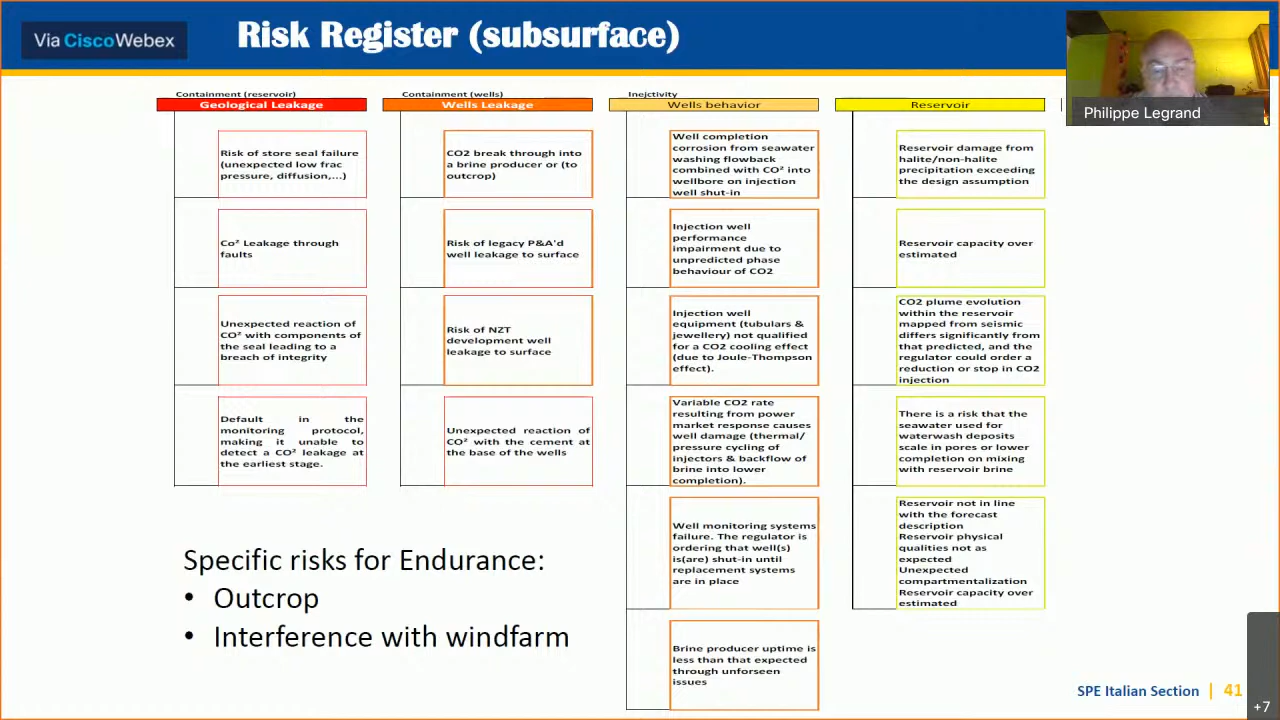 Via Cisco Webex
Risk Register (subsurface)
Philippe Legrand
Containment (reservoir)
Geological Leakage
Risk of store seal failure
(unexpected low frac
pressure, diffusion,...)
Co² Leakage through
faults
Unexpected reaction of
CO² with components of
the seal leading to a
breach of integrity
Default in the
monitoring protocol,
making it unable to
detect a CO² leakage at
the earliest stage.
Containment (wells)
Wells Leakage
CO2 break through into
a brine producer or (to
outcrop)
Risk of legacy P&A'd
well leakage to surface
Risk of NZT
development well
leakage to surface
Unexpected reaction of
CO² with the cement at
the base of the wells
Inejctivity
Wells behavior
Well completion
corrosion from seawater
washing flowback
combined with CO² into
wellbore on injection
well shut-in
Injection well
performance
impairment due to
unpredicted phase
behaviour of CO2
Injection well
equipment (tubulars &
jewellery) not qualified
for a CO2 cooling effect
(due to Joule-Thompson
effect).
Variable CO2 rate
resulting from power
market response causes
well damage (thermal/
pressure cycling of
injectors & backflow of
brine into lower
completion).
Well monitoring systems
failure. The regulator is
ordering that well(s)
is(are) shut-in until
replacement systems
are in place
Brine producer uptime is
less than that expected
through unforseen
issues
Reservoir
Reservoir damage from
halite/non-halite
precipitation exceeding
the design assumption
Reservoir capacity over
estimated
CO2 plume evolution
within the reservoir
mapped from seismic
differs significantly from
that predicted, and the
regulator could order a
reduction or stop in CO2
injection
There is a risk that the
seawater used for
waterwash deposits
scale in pores or lower
completion on mixing
with reservoir brine
Reservoir not in line
with the forecast
description
Reservoir physical
qualities not as
expected
Unexpected
compartmentalization
Reservoir capacity over
estimated
Specific risks for Endurance:
• Outcrop
• Interference with windfarm
SPE Italian Section | 41
+7